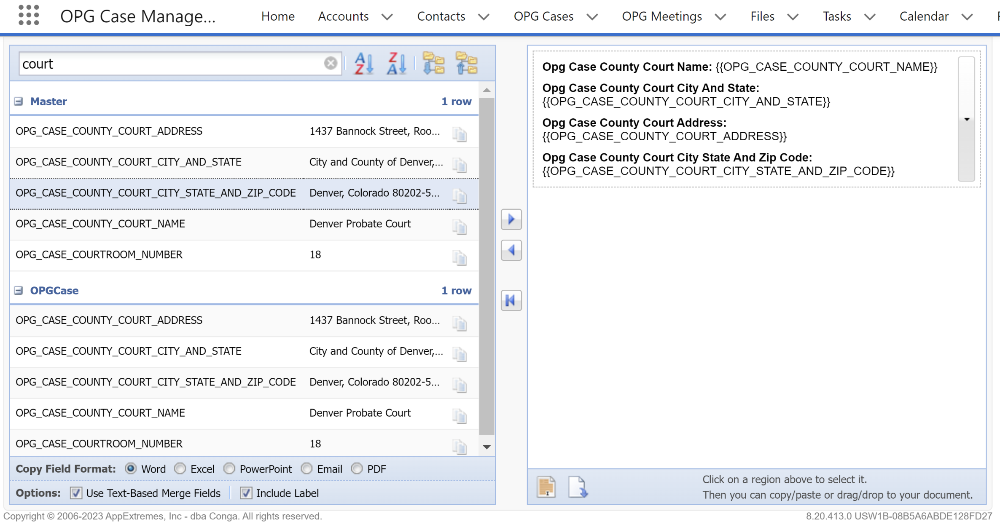 OPG Case Manage...
Home
Accounts
Contacts
OPG Cases
OPG Meetings
Files
Tasks
Calendar
court
Master 1 row
OPG_CASE_COUNTY_COURT_ADDRESS 1437 Bannock Street, Roo...
OPG_CASE_COUNTY_COURT_CITY_AND_STATE City and County of Denver,...
OPG_CASE_COUNTY_COURT_CITY_STATE_AND_ZIP_CODE Denver, Colorado 80202-5...
OPG_CASE_COUNTY_COURT_NAME Denver Probate Court
OPG_CASE_COURTROOM_NUMBER 18
OPGCase 1 row
OPG_CASE_COUNTY_COURT_ADDRESS 1437 Bannock Street, Roo...
OPG_CASE_COUNTY_COURT_CITY_AND_STATE City and County of Denver,...
OPG_CASE_COUNTY_COURT_CITY_STATE_AND_ZIP_CODE Denver, Colorado 80202-5...
OPG_CASE_COUNTY_COURT_NAME Denver Probate Court
OPG_CASE_COURTROOM_NUMBER 18
Copy Field Format: Word Excel PowerPoint Email PDF
Options: Use Text-Based Merge Fields Include Label
Opg Case County Court Name: {{OPG_CASE_COUNTY_COURT_NAME}}
Opg Case County Court City And State:
{{OPG_CASE_COUNTY_COURT_CITY_AND_STATE}}
Opg Case County Court Address:
{{OPG_CASE_COUNTY_COURT_ADDRESS}}
Opg Case County Court City State And Zip Code:
{{OPG_CASE_COUNTY_COURT_CITY_STATE_AND_ZIP_CODE}}
Click on a region above to select it.
Then you can copy/paste or drag/drop to your document.
Copyright © 2006-2023 AppExtremes, Inc - dba Conga. All rights reserved.
8.20.413.0 USW1B-08B5A6ABDE128FD27